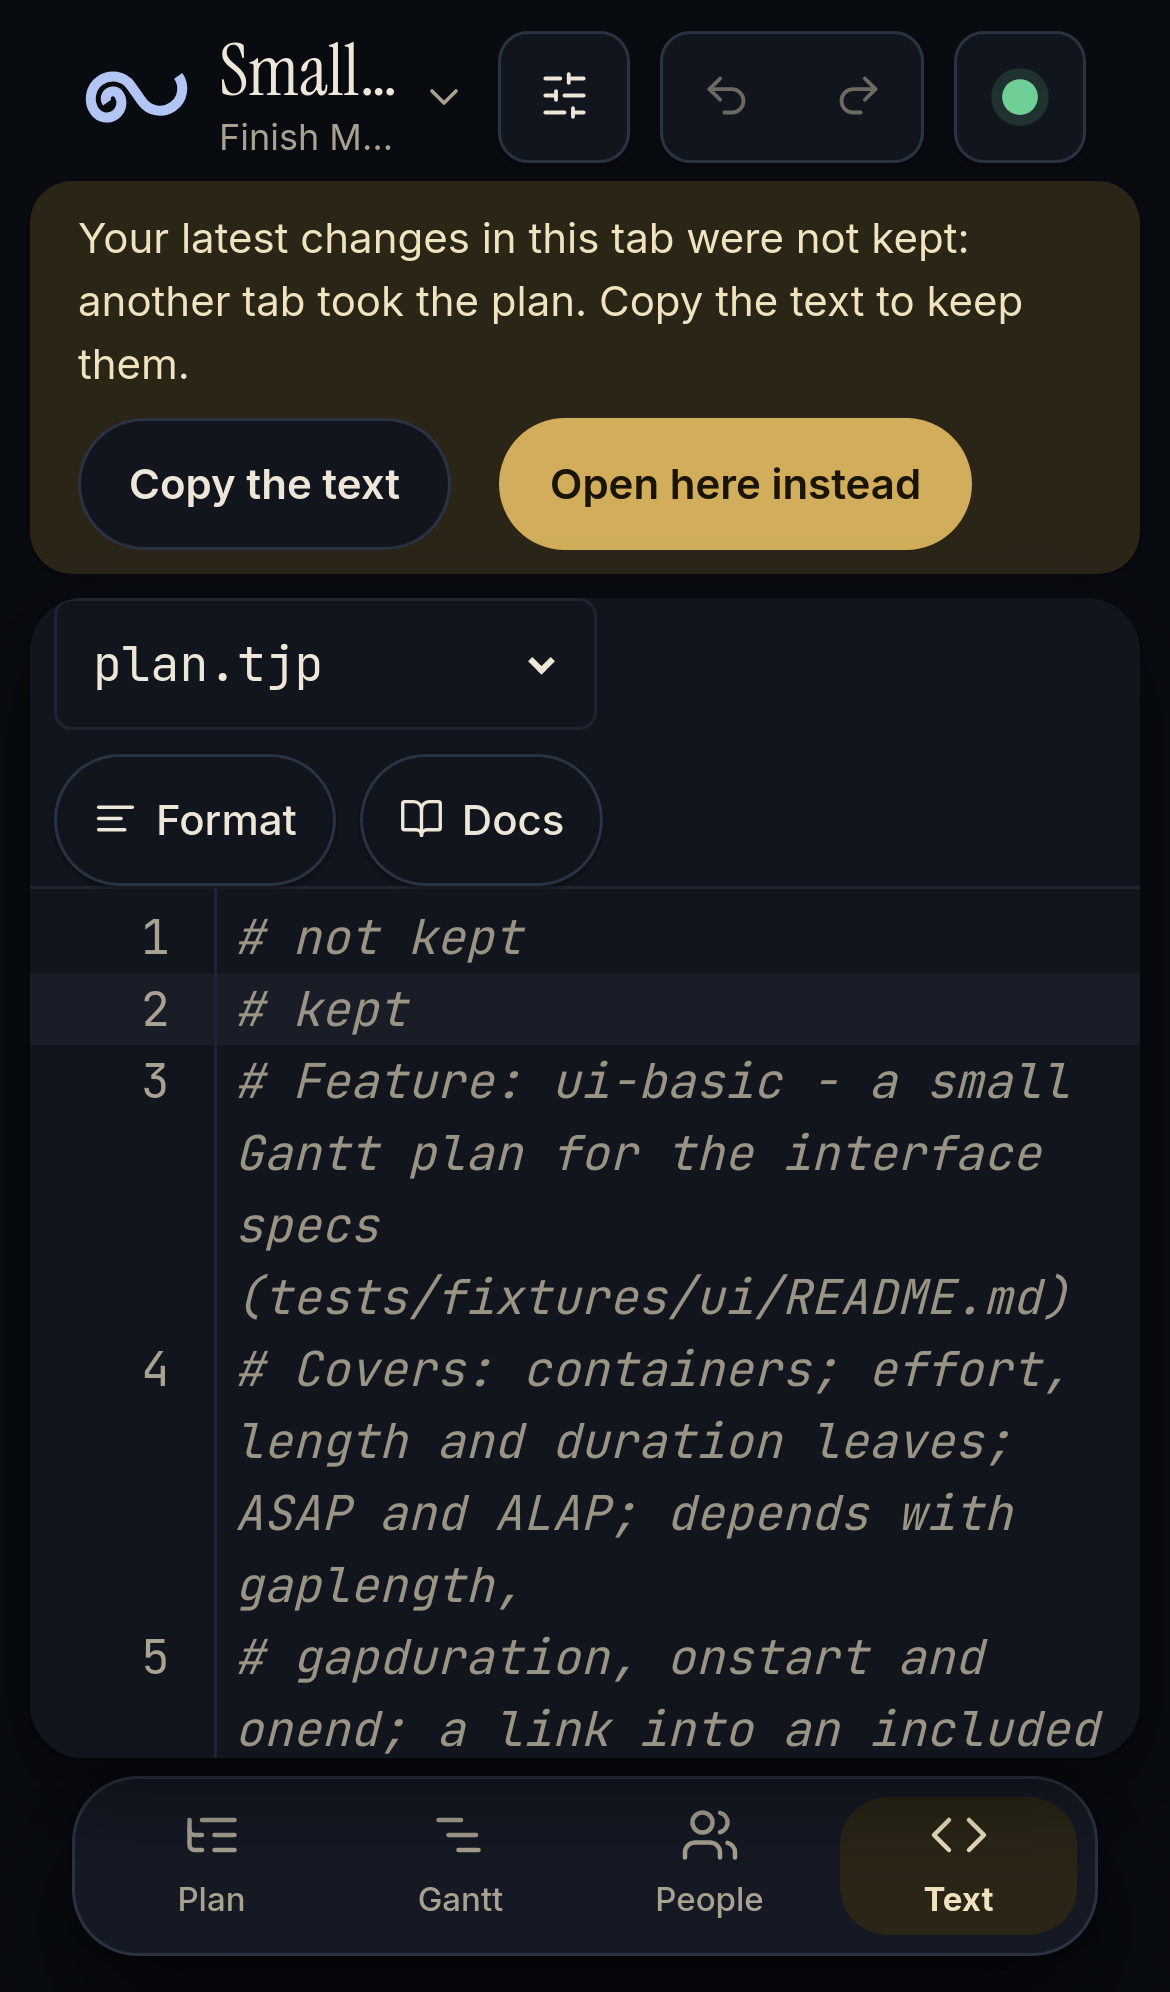 Small...
Finish M...
Your latest changes in this tab were not kept:
another tab took the plan. Copy the text to keep
them.
Copy the text
Open here instead
plan.tjp
Format
Docs
1 # not kept
2 # kept
3 # Feature: ui-basic - a small
Gantt plan for the interface
specs
(tests/fixtures/ui/README.md)
4 # Covers: containers; effort,
length and duration leaves;
ASAP and ALAP; depends with
gaplength,
5 # gapduration, onstart and
onend; a link into an included
Plan
Gantt
People
Text